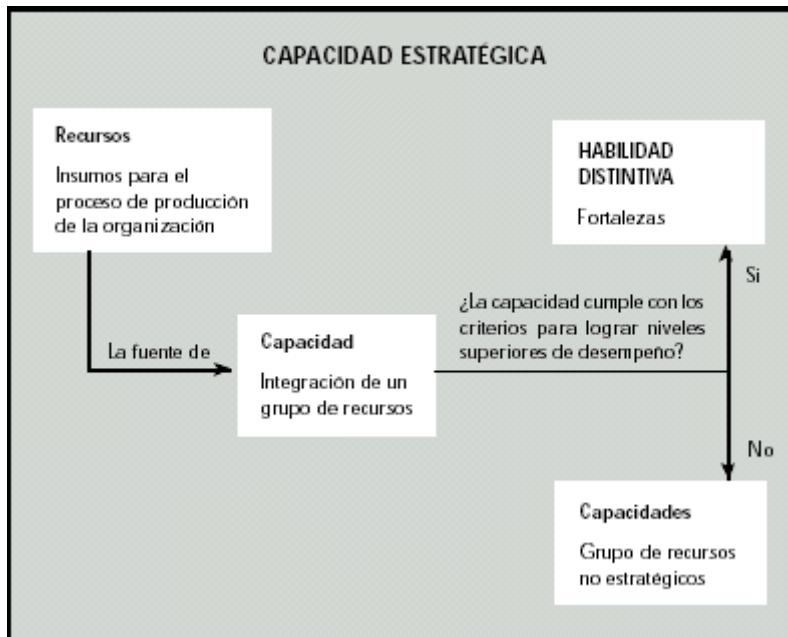 CAPACIDAD ESTRATÉGICA
Recursos
Insumos para el
proceso de producción
de la organización
La fuente de
Capacidad
Integración de un
grupo de recursos
¿La capacidad cumple con los
criterios para lograr niveles
superiores de desempeño?
HABILIDAD
DISTINTIVA
Fortalezas
Si
No
Capacidades
Grupo de recursos
no estratégicos